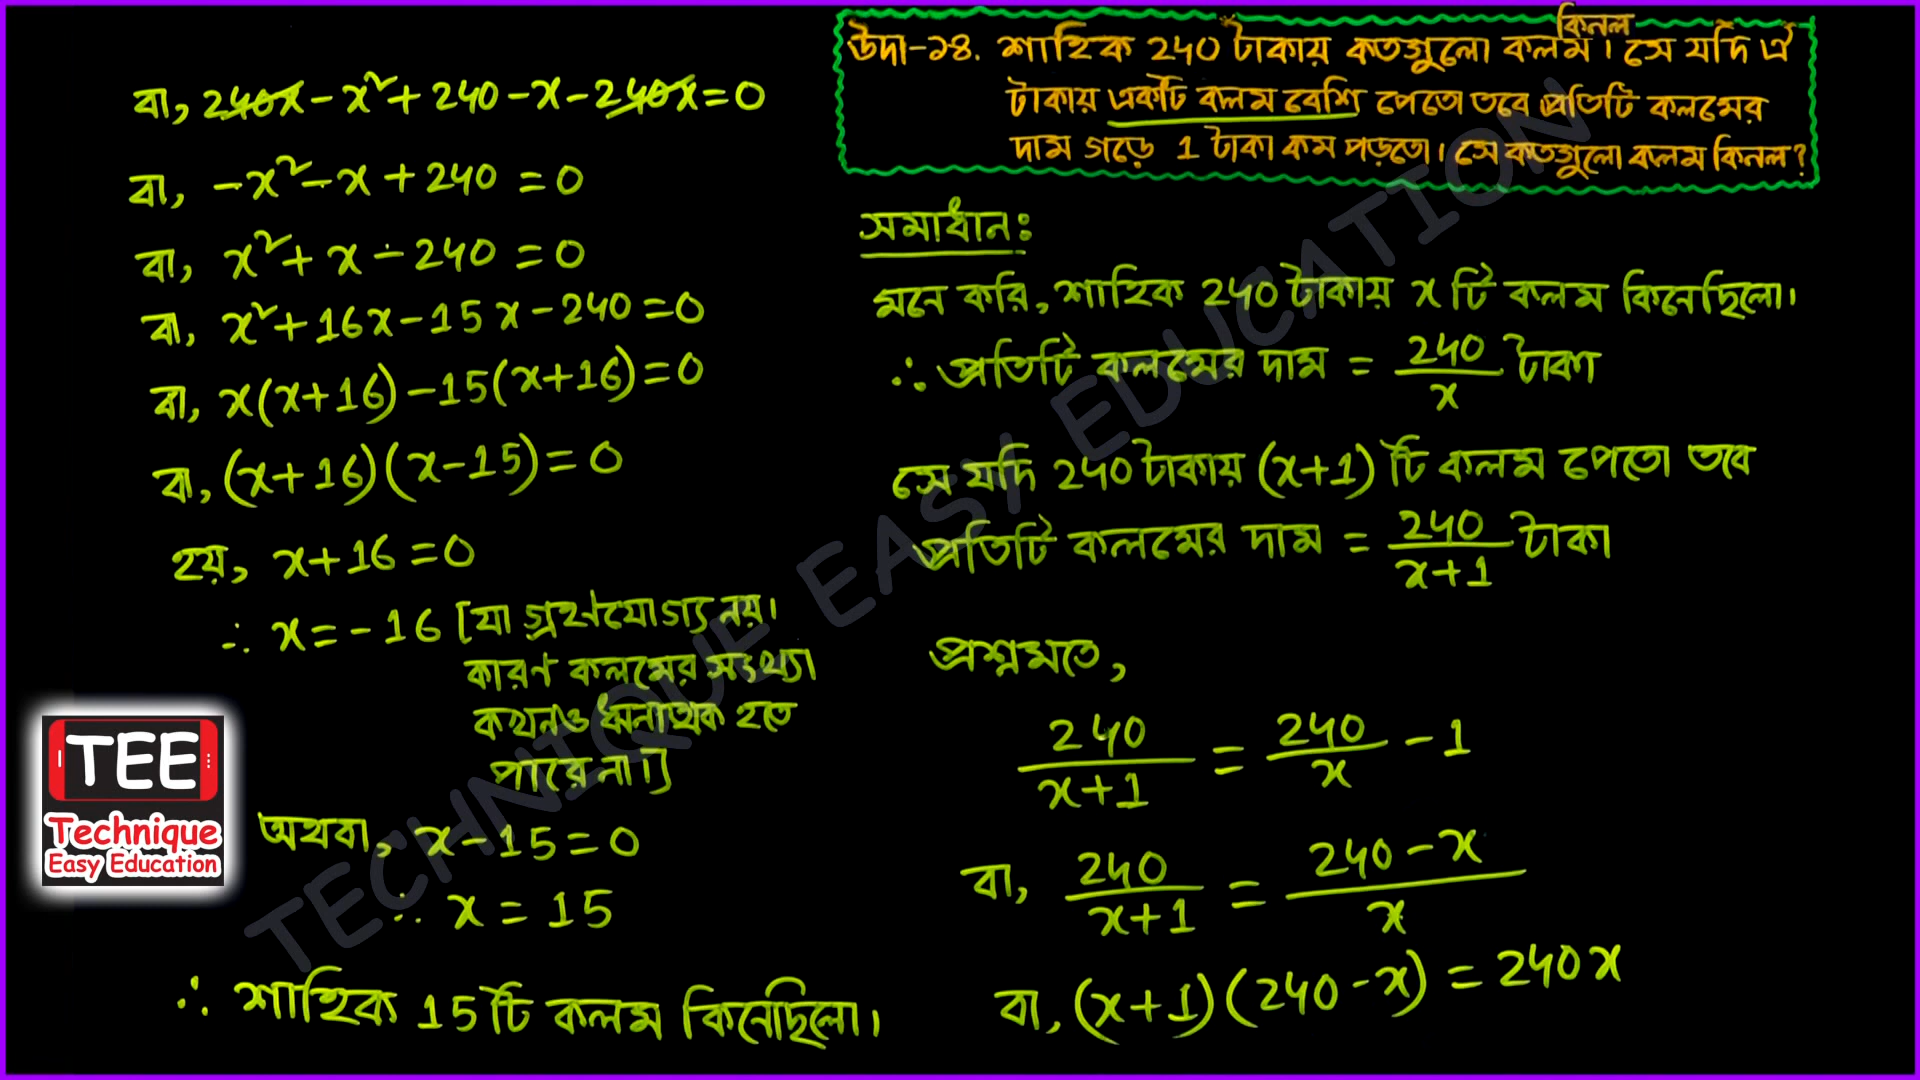 উদা-১৪. শাহিক 240 টাকায় কতগুলো কলম কিনল। সে যদি ঐ
টাকায় একটি কলম বেশি পেতো তবে প্রতিটি কলমের
দাম গড়ে 1 টাকা কম পড়তো। সে কতগুলো কলম কিনল?
সমাধান:
মনে করি, শাহিক 240 টাকায় x টি কলম কিনেছিলো।
∴ প্রতিটি কলমের দাম = 240/x টাকা
সে যদি 240 টাকায় (x+1) টি কলম পেতো তবে
প্রতিটি কলমের দাম = 240/(x+1) টাকা
প্রশ্নমতে,
240/(x+1) = 240/x - 1
বা, 240/(x+1) = (240-x)/x
বা, (x+1)(240-x) = 240x
বা, 240x - x² + 240 - x - 240x = 0
বা, -x² - x + 240 = 0
বা, x² + x - 240 = 0
বা, x² + 16x - 15x - 240 = 0
বা, x(x+16) - 15(x+16) = 0
বা, (x+16)(x-15) = 0
হয়, x+16 = 0
∴ x = -16 [যা গ্রহণযোগ্য নয়।
কারণ কলমের সংখ্যা
কখনও ঋনাত্মক হতে
পারে না।]
অথবা, x-15 = 0
∴ x = 15
∴ শাহিক 15 টি কলম কিনেছিলো।
TEE
Technique
Easy Education
TECHNIQUE EASY EDUCATION